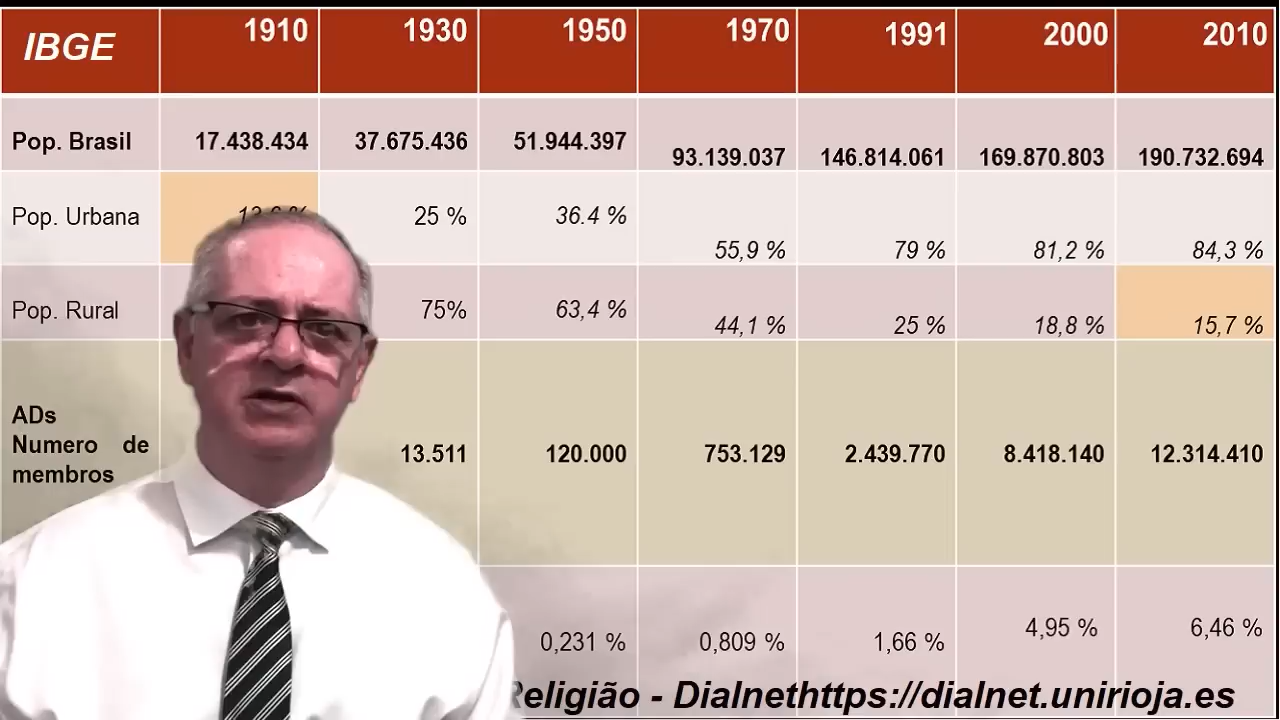 IBGE 1910 1930 1950 1970 1991 2000 2010
Pop. Brasil 17.438.434 37.675.436 51.944.397 93.139.037 146.814.061 169.870.803 190.732.694
Pop. Urbana 25 % 36.4 % 55,9 % 79 % 81,2 % 84,3 %
Pop. Rural 75% 63,4 % 44,1 % 25 % 18,8 % 15,7 %
ADs
Numero de
membros 13.511 120.000 753.129 2.439.770 8.418.140 12.314.410
0,231 % 0,809 % 1,66 % 4,95 % 6,46 %
Religião - Dialnethttps://dialnet.unirioja.es